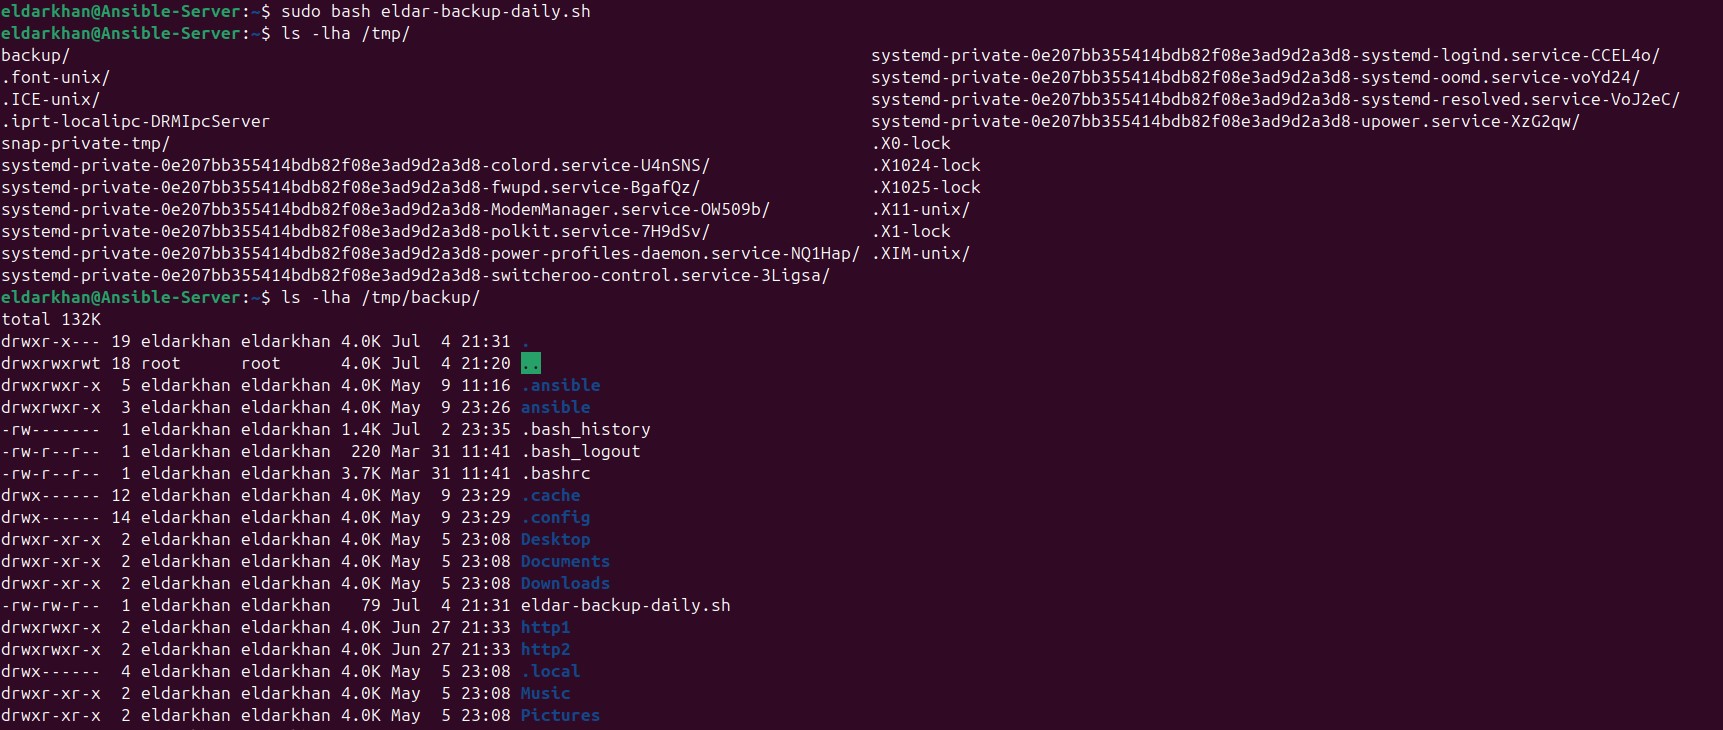 eldarkhan@Ansible-Server:~$ sudo bash eldar-backup-daily.sh
eldarkhan@Ansible-Server:~$ ls -lha /tmp/
backup/ systemd-private-0e207bb355414bdb82f08e3ad9d2a3d8-systemd-logind.service-CCEL4o/
.font-unix/ systemd-private-0e207bb355414bdb82f08e3ad9d2a3d8-systemd-oomd.service-voYd24/
.ICE-unix/ systemd-private-0e207bb355414bdb82f08e3ad9d2a3d8-systemd-resolved.service-VoJ2eC/
.iprt-localipc-DRMIpcServer systemd-private-0e207bb355414bdb82f08e3ad9d2a3d8-upower.service-XzG2qw/
snap-private-tmp/ .X0-lock
systemd-private-0e207bb355414bdb82f08e3ad9d2a3d8-colord.service-U4nSNS/ .X1024-lock
systemd-private-0e207bb355414bdb82f08e3ad9d2a3d8-fwupd.service-BgafQz/ .X1025-lock
systemd-private-0e207bb355414bdb82f08e3ad9d2a3d8-ModemManager.service-OW509b/ .X11-unix/
systemd-private-0e207bb355414bdb82f08e3ad9d2a3d8-polkit.service-7H9dSv/ .X1-lock
systemd-private-0e207bb355414bdb82f08e3ad9d2a3d8-power-profiles-daemon.service-NQ1Hap/ .XIM-unix/
systemd-private-0e207bb355414bdb82f08e3ad9d2a3d8-switcheroo-control.service-3Ligsa/
eldarkhan@Ansible-Server:~$ ls -lha /tmp/backup/
total 132K
drwxr-x--- 19 eldarkhan eldarkhan 4.0K Jul  4 21:31 .
drwxrwxrwt 18 root      root      4.0K Jul  4 21:20 ..
drwxrwxr-x  5 eldarkhan eldarkhan 4.0K May  9 11:16 .ansible
drwxrwxr-x  3 eldarkhan eldarkhan 4.0K May  9 23:26 ansible
-rw-------  1 eldarkhan eldarkhan 1.4K Jul  2 23:35 .bash_history
-rw-r--r--  1 eldarkhan eldarkhan  220 Mar 31 11:41 .bash_logout
-rw-r--r--  1 eldarkhan eldarkhan 3.7K Mar 31 11:41 .bashrc
drwx------ 12 eldarkhan eldarkhan 4.0K May  9 23:29 .cache
drwx------ 14 eldarkhan eldarkhan 4.0K May  9 23:29 .config
drwxr-xr-x  2 eldarkhan eldarkhan 4.0K May  5 23:08 Desktop
drwxr-xr-x  2 eldarkhan eldarkhan 4.0K May  5 23:08 Documents
drwxr-xr-x  2 eldarkhan eldarkhan 4.0K May  5 23:08 Downloads
-rw-rw-r--  1 eldarkhan eldarkhan   79 Jul  4 21:31 eldar-backup-daily.sh
drwxrwxr-x  2 eldarkhan eldarkhan 4.0K Jun 27 21:33 http1
drwxrwxr-x  2 eldarkhan eldarkhan 4.0K Jun 27 21:33 http2
drwx------  4 eldarkhan eldarkhan 4.0K May  5 23:08 .local
drwxr-xr-x  2 eldarkhan eldarkhan 4.0K May  5 23:08 Music
drwxr-xr-x  2 eldarkhan eldarkhan 4.0K May  5 23:08 Pictures